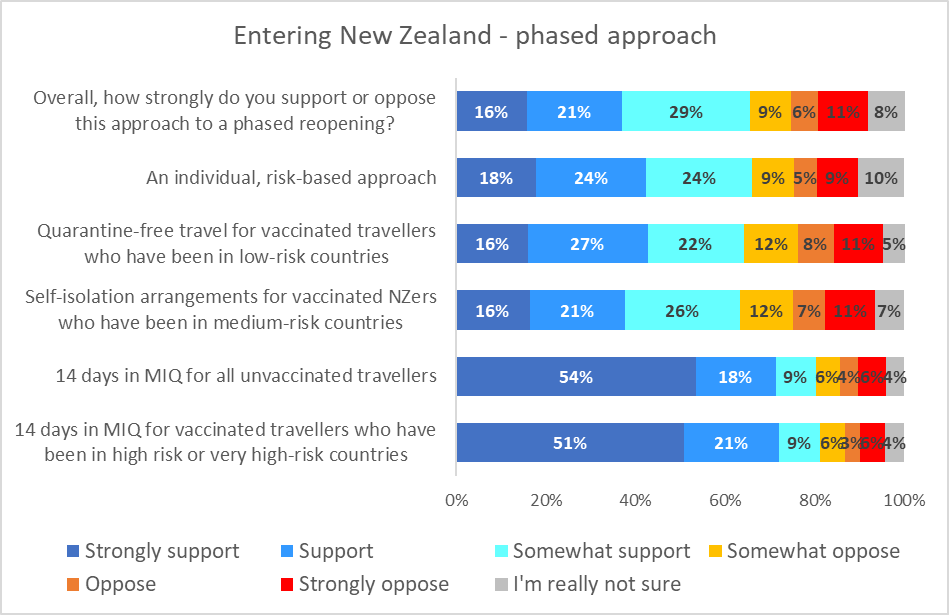 Entering New Zealand - phased approach
Overall, how strongly do you support or oppose
this approach to a phased reopening?
16% 21% 29% 9% 6% 11% 8%
An individual, risk-based approach
18% 24% 24% 9% 5% 9% 10%
Quarantine-free travel for vaccinated travellers
who have been in low-risk countries
16% 27% 22% 12% 8% 11% 5%
Self-isolation arrangements for vaccinated NZers
who have been in medium-risk countries
16% 21% 26% 12% 7% 11% 7%
14 days in MIQ for all unvaccinated travellers
54% 18% 9% 6% 4% 6% 4%
14 days in MIQ for vaccinated travellers who have
been in high risk or very high-risk countries
51% 21% 9% 6% 3% 6% 4%
0% 20% 40% 60% 80% 100%
Strongly support Support Somewhat support Somewhat oppose
Oppose Strongly oppose I'm really not sure